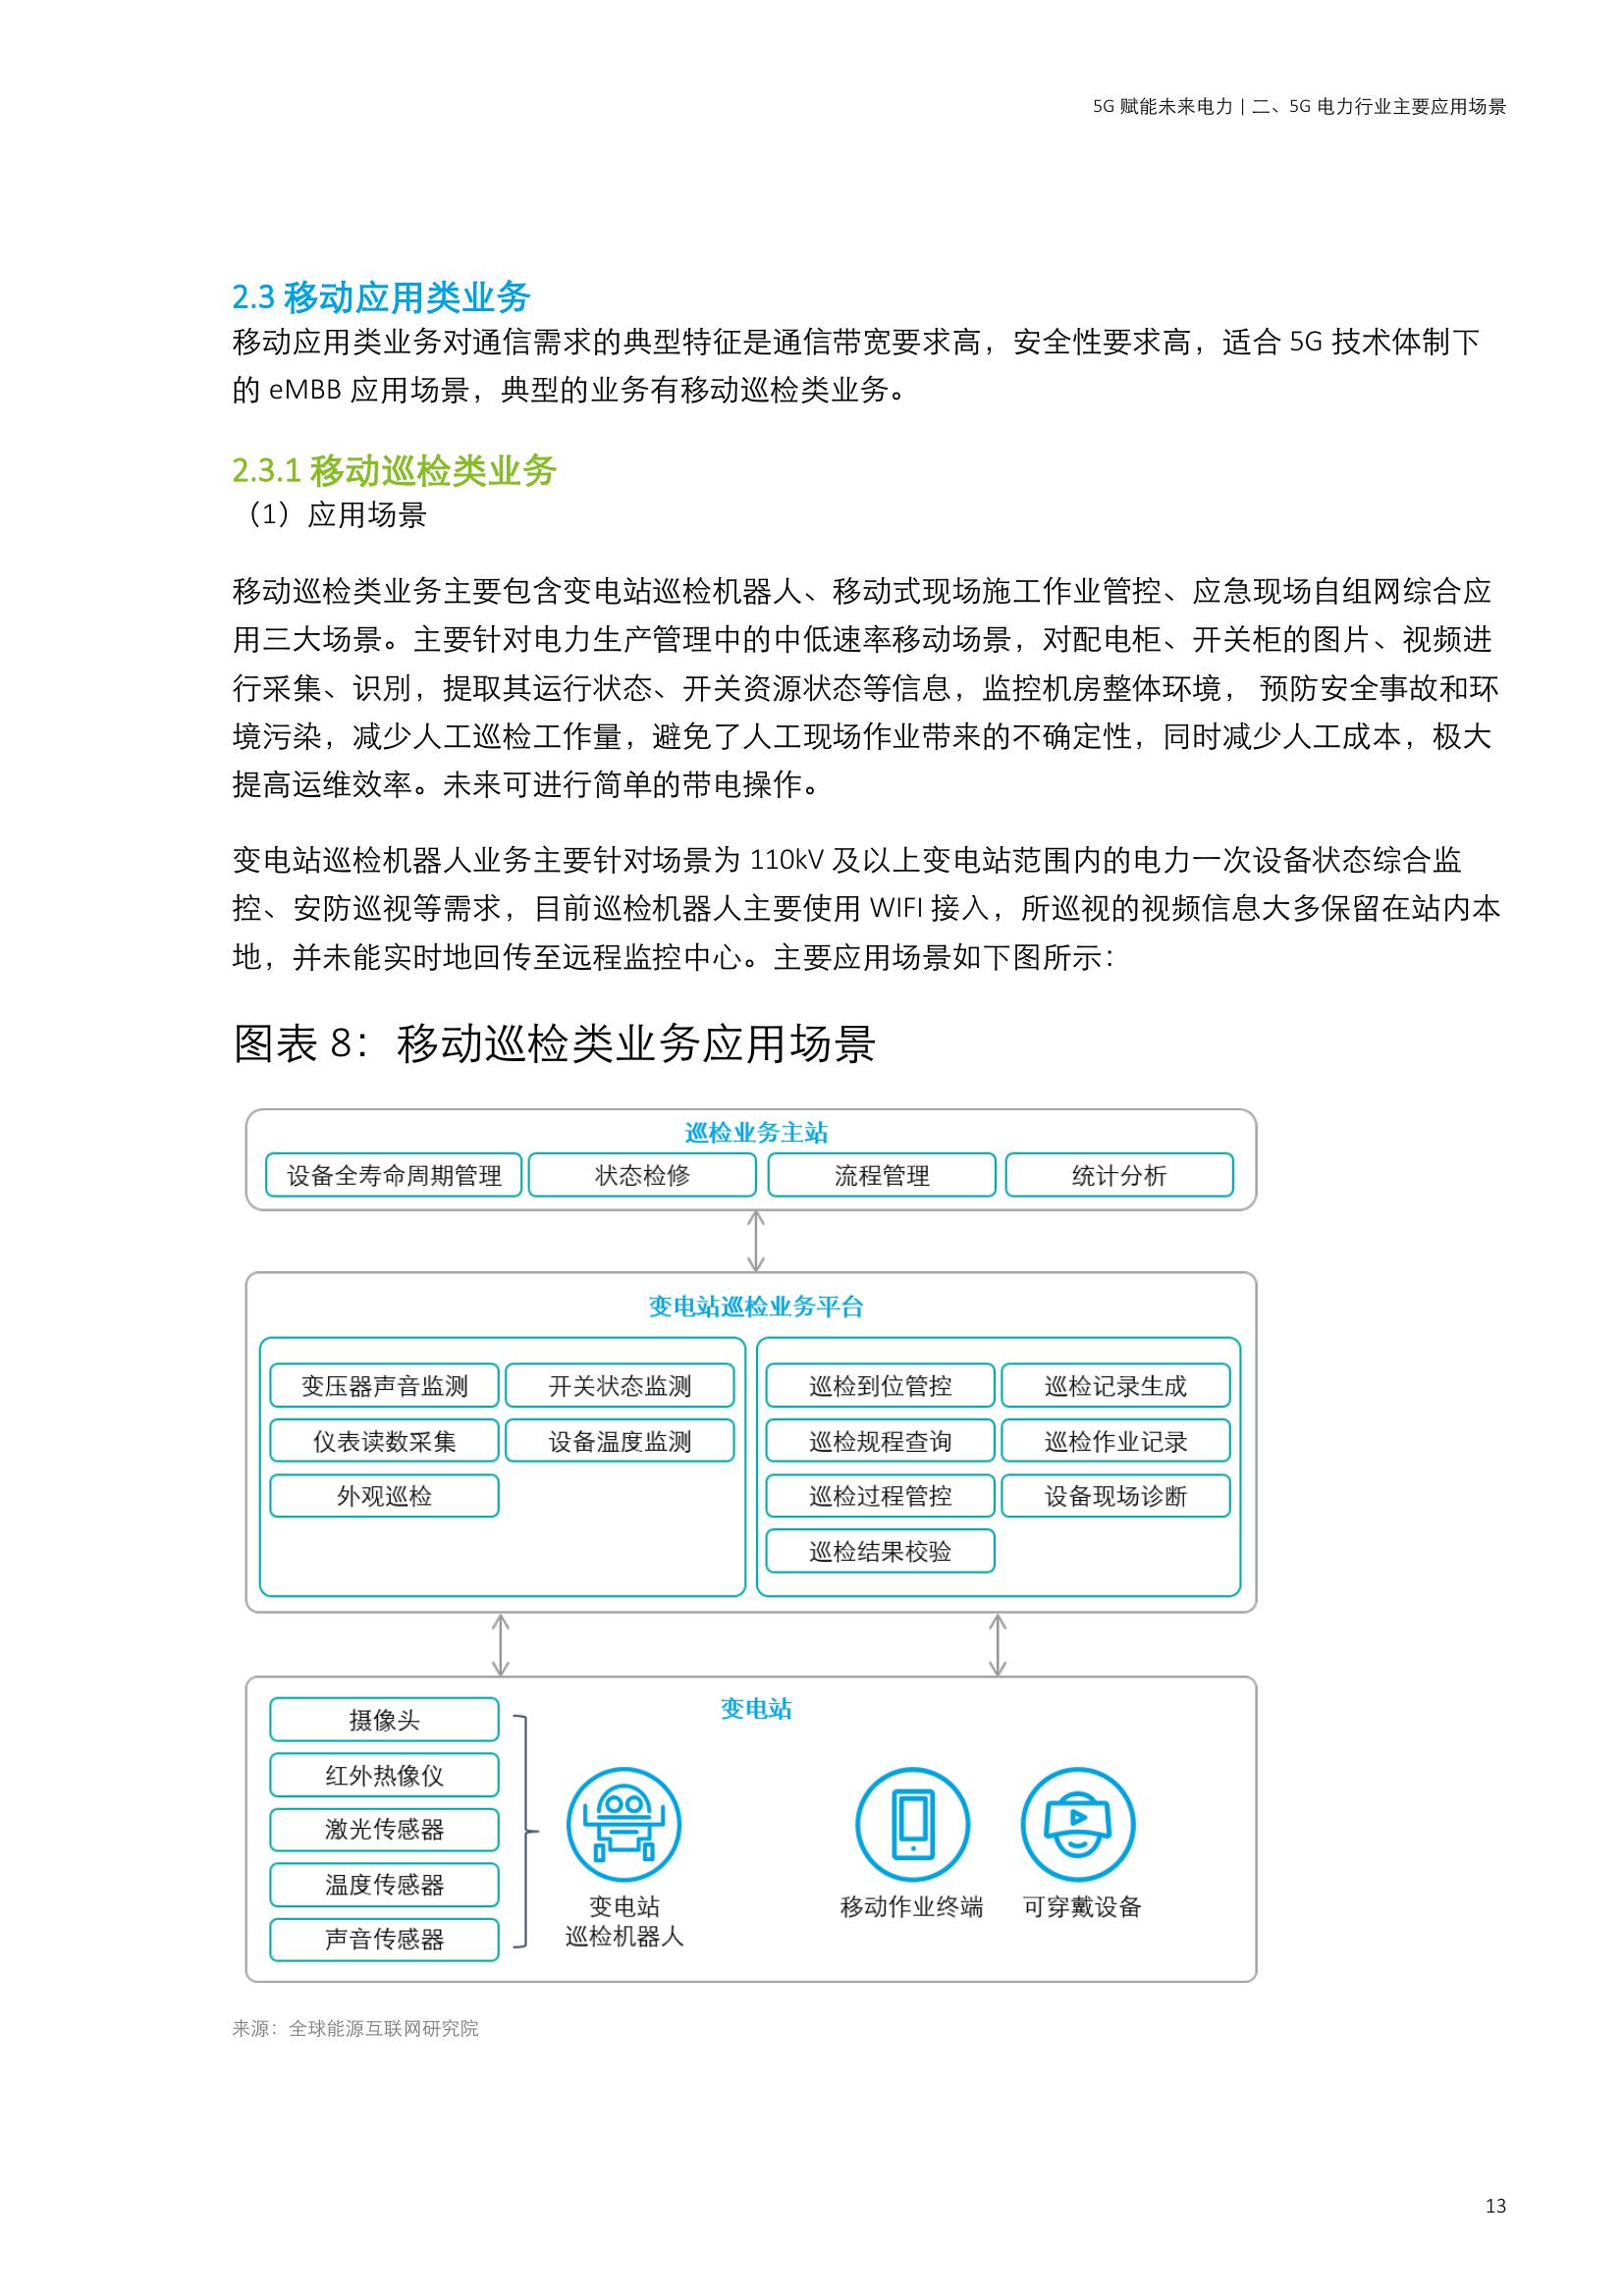 5G 赋能未来电力 | 二、5G 电力行业主要应用场景
2.3 移动应用类业务
移动应用类业务对通信需求的典型特征是通信带宽要求高，安全性要求高，适合 5G 技术体制下
的 eMBB 应用场景，典型的业务有移动巡检类业务。
2.3.1 移动巡检类业务
（1）应用场景
移动巡检类业务主要包含变电站巡检机器人、移动式现场施工作业管控、应急现场自组网综合应
用三大场景。主要针对电力生产管理中的中低速率移动场景，对配电柜、开关柜的图片、视频进
行采集、识别，提取其运行状态、开关资源状态等信息，监控机房整体环境， 预防安全事故和环
境污染，减少人工巡检工作量，避免了人工现场作业带来的不确定性，同时减少人工成本，极大
提高运维效率。未来可进行简单的带电操作。
变电站巡检机器人业务主要针对场景为 110kV 及以上变电站范围内的电力一次设备状态综合监
控、安防巡视等需求，目前巡检机器人主要使用 WIFI 接入，所巡视的视频信息大多保留在站内本
地，并未能实时地回传至远程监控中心。主要应用场景如下图所示：
图表 8：移动巡检类业务应用场景
巡检业务主站
设备全寿命周期管理 状态检修 流程管理 统计分析
变电站巡检业务平台
变压器声音监测 开关状态监测
仪表读数采集 设备温度监测
外观巡检
巡检到位管控 巡检记录生成
巡检规程查询 巡检作业记录
巡检过程管控 设备现场诊断
巡检结果校验
变电站
摄像头
红外热像仪
激光传感器
温度传感器
声音传感器
变电站
巡检机器人
移动作业终端
可穿戴设备
来源：全球能源互联网研究院
13